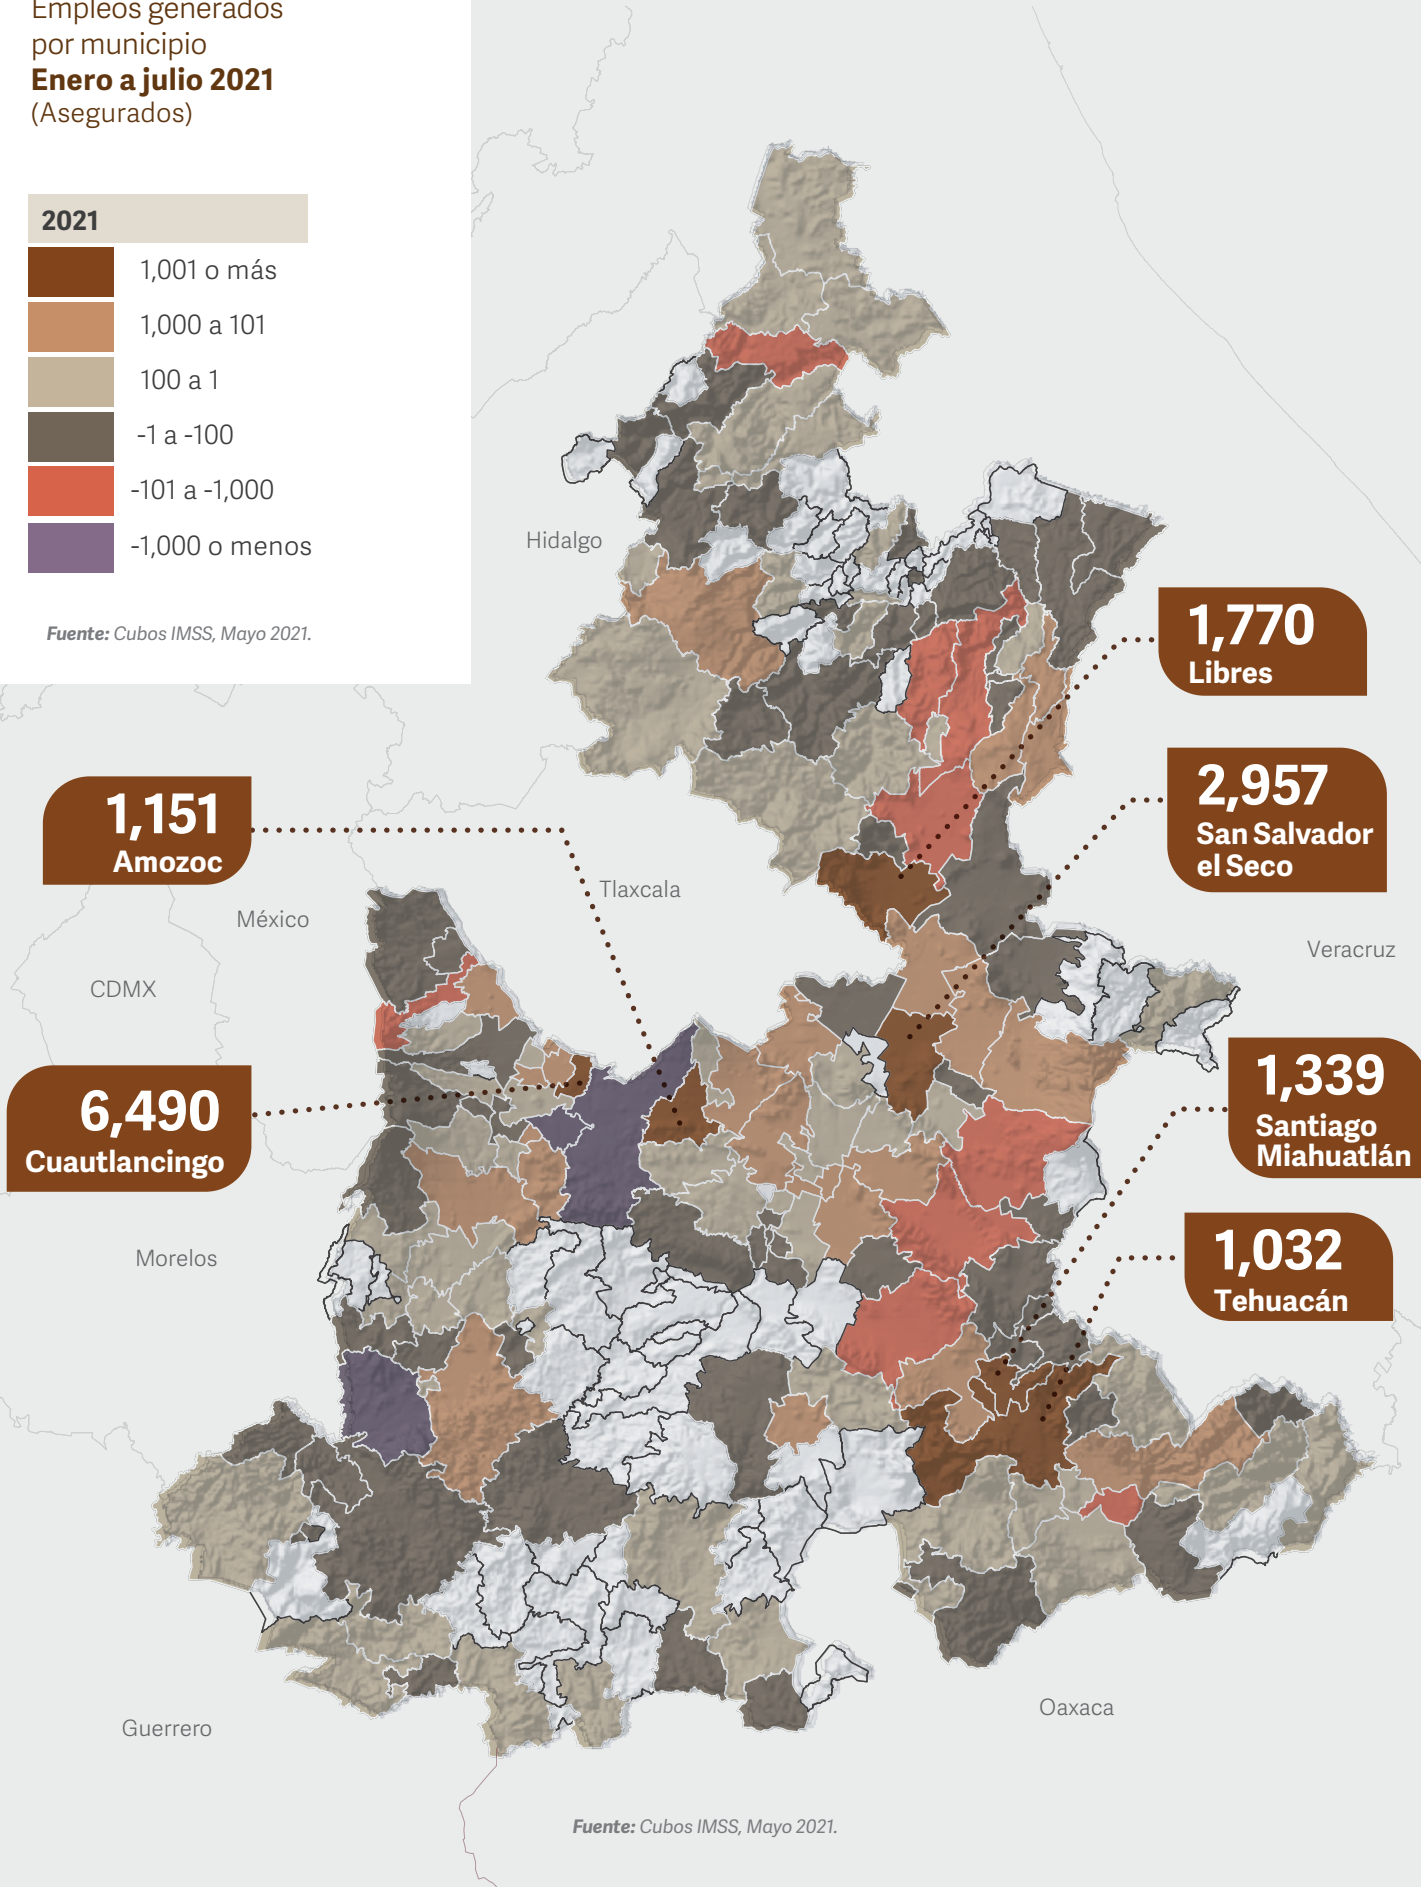 Empleos generados
por municipio
Enero a julio 2021
(Asegurados)
2021
1,001 o más
1,000 a 101
100 a 1
-1 a -100
-101 a -1,000
-1,000 o menos
Fuente: Cubos IMSS, Mayo 2021.
Hidalgo
1,770
Libres
2,957
San Salvador
el Seco
1,151
Amozoc
Tlaxcala
México
Veracruz
CDMX
1,339
Santiago
Miahuatlán
6,490
Cuautlancingo
Morelos
1,032
Tehuacán
Oaxaca
Guerrero
Fuente: Cubos IMSS, Mayo 2021.